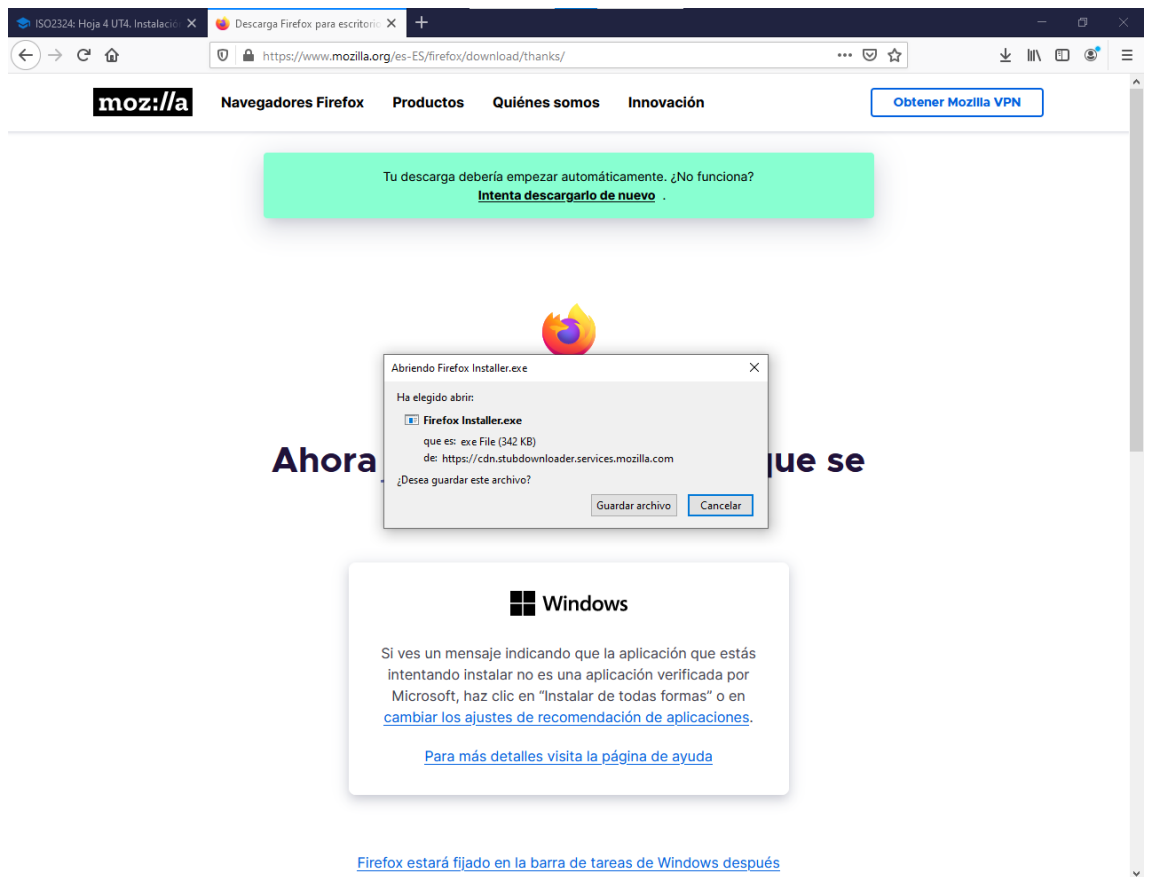 ISO2324: Hoja 4 UT4. Instalació
Descarga Firefox para escritorio
https://www.mozilla.org/es-ES/firefox/download/thanks/
moz://a
Navegadores Firefox Productos Quiénes somos Innovación
Obtener Mozilla VPN
Tu descarga debería empezar automáticamente. ¿No funciona?
Intenta descargarlo de nuevo .
Abriendo Firefox Installer.exe
Ha elegido abrir:
Firefox Installer.exe
que es: exe File (342 KB)
de: https://cdn.stubdownloader.services.mozilla.com
¿Desea guardar este archivo?
Guardar archivo Cancelar
Ahora que se
Windows
Si ves un mensaje indicando que la aplicación que estás
intentando instalar no es una aplicación verificada por
Microsoft, haz clic en “Instalar de todas formas” o en
cambiar los ajustes de recomendación de aplicaciones.
Para más detalles visita la página de ayuda
Firefox estará fijado en la barra de tareas de Windows después